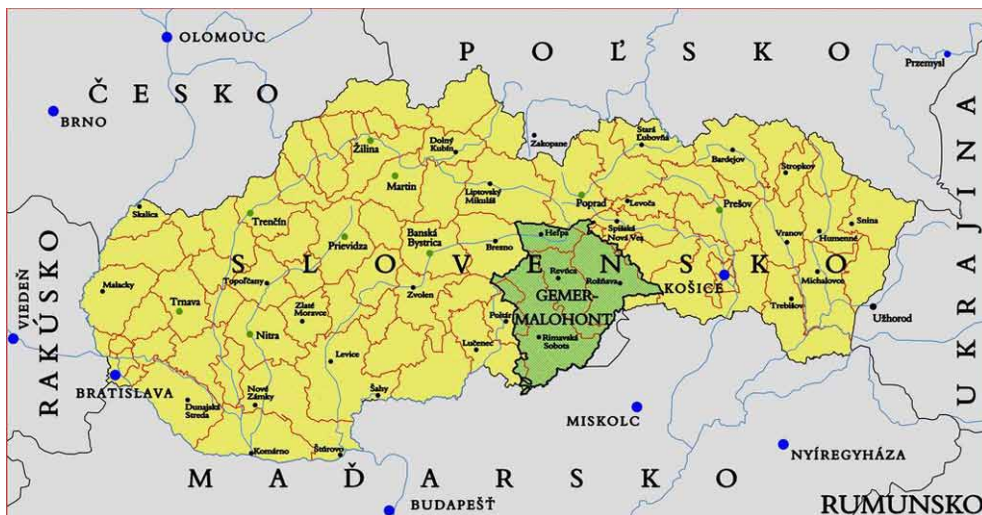 OLOMOUC
POĽSKO
Przemysl
ČESKO
BRNO
Stará
Ľubovňa
Zakopane
Žilina
Dolný
Kubín
Bardejov
Stropkov
Martin
Liptovský
Mikuláš
Poprad
Levoča
Prešov
Skalica
Trenčín
Spišská
Nová Ves
Snina
Banská
Bystrica
Heľpa
Vranov
Humenné
Prievidza
Brezno
SLOVENSKO
Malacky
Topoľčany
Revúca
Rožňava
KOŠICE
Michalovce
Zvolen
GEMER-
MALOHONT
Trnava
Zlaté
Moravce
Trebišov
Užhorod
Poltár
Nitra
Rimavská
Sobota
Lučenec
Levice
VIEDEŇ
RAKÚSKO
UKRAJINA
BRATISLAVA
Šahy
Dunajská
Streda
Nové
Zámky
MISKOLC
Komárno
Štúrovo
NYÍREGYHÁZA
MAĎARSKO
BUDAPEŠŤ
RUMUNSKO